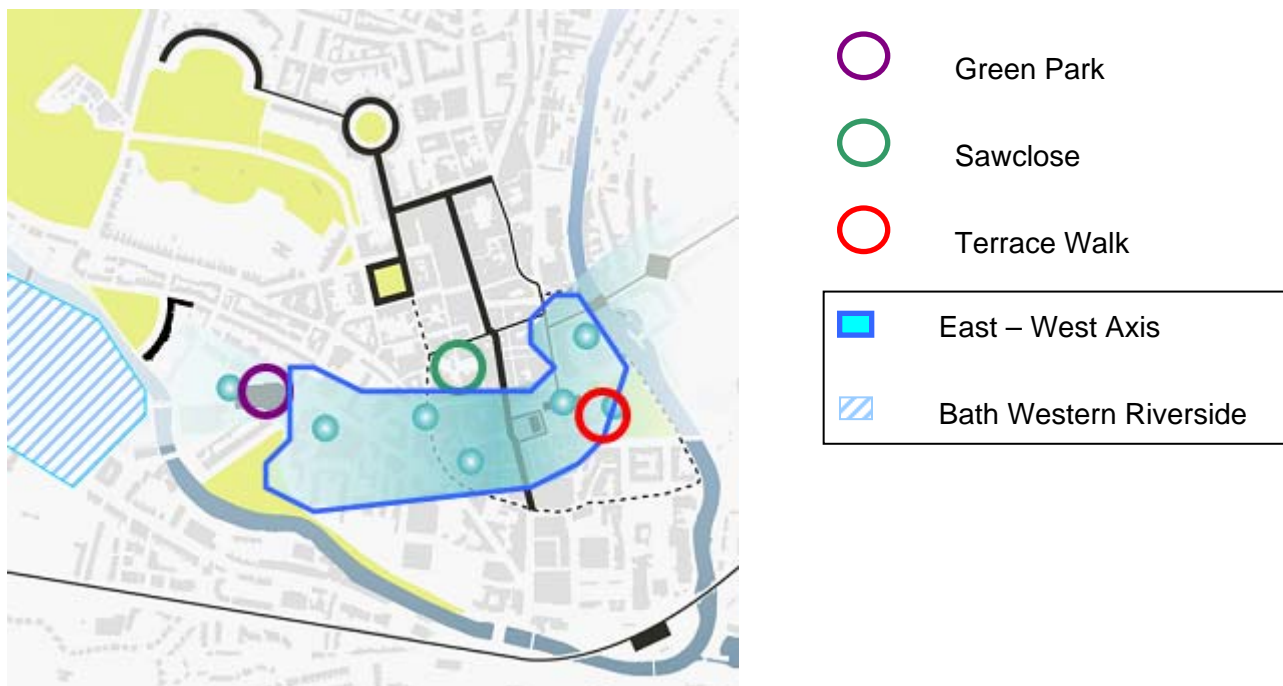 Green Park
Sawclose
Terrace Walk
East – West Axis
Bath Western Riverside